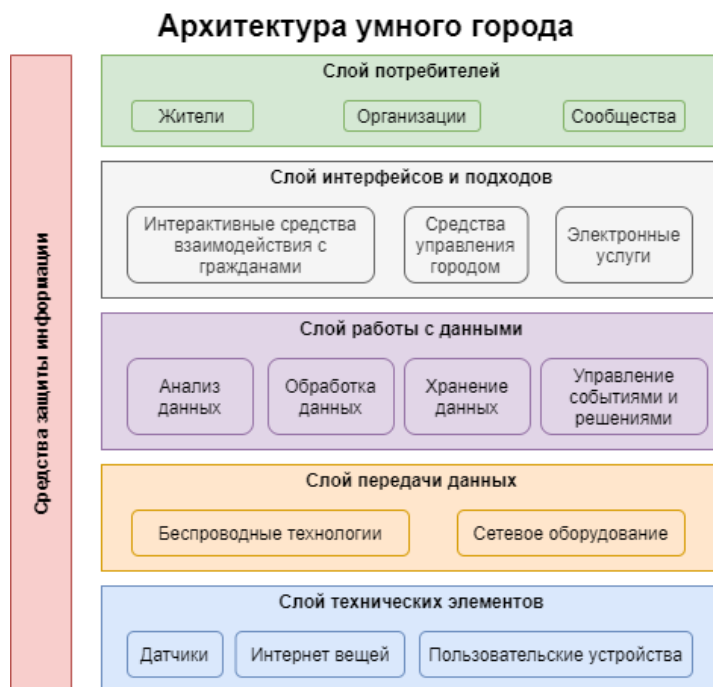 Архитектура умного города
Средства защиты информации
Слой потребителей
Жители
Организации
Сообщества
Слой интерфейсов и подходов
Интерактивные средства
взаимодействия с
гражданами
Средства
управления
городом
Электронные
услуги
Слой работы с данными
Анализ
данных
Обработка
данных
Хранение
данных
Управление
событиями и
решениями
Слой передачи данных
Беспроводные технологии
Сетевое оборудование
Слой технических элементов
Датчики
Интернет вещей
Пользовательские устройства